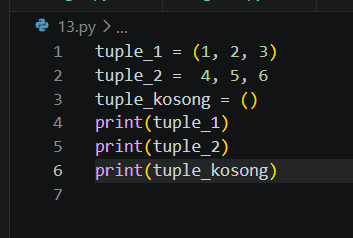 13.py > ...
1 tuple_1 = (1, 2, 3)
2 tuple_2 =  4, 5, 6
3 tuple_kosong = ()
4 print(tuple_1)
5 print(tuple_2)
6 print(tuple_kosong)
7